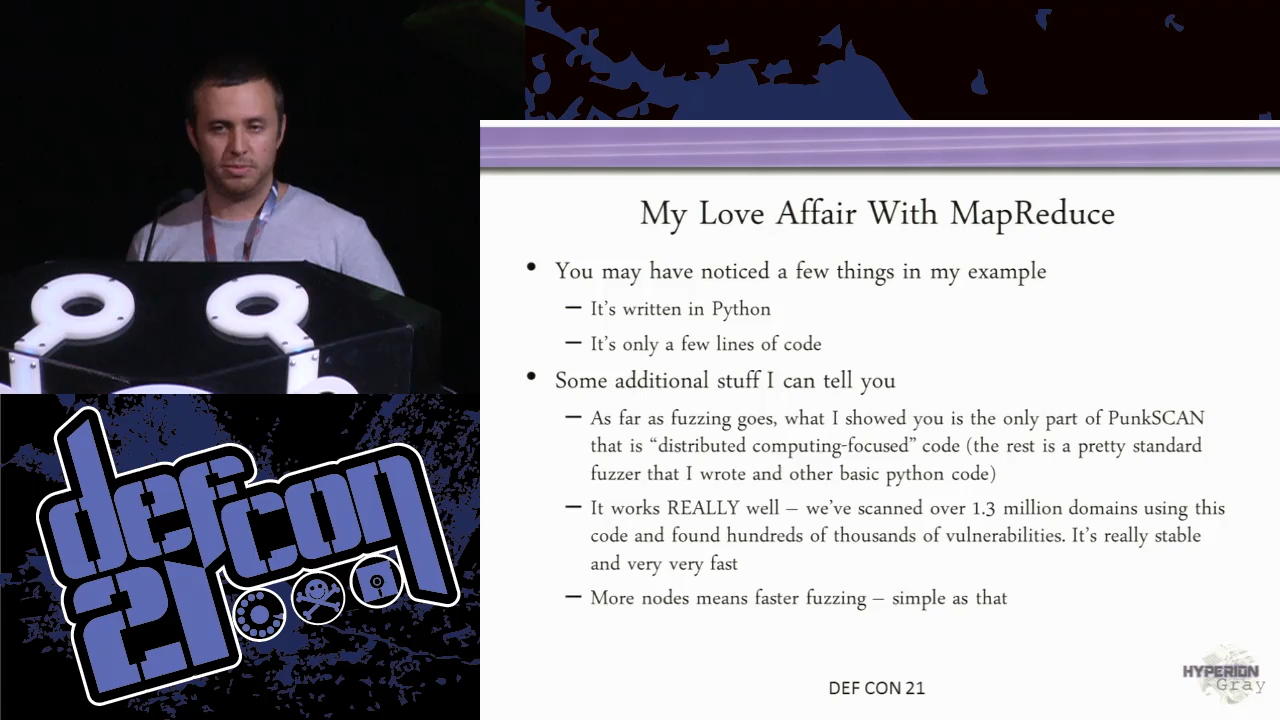 My Love Affair With MapReduce
• You may have noticed a few things in my example
– It's written in Python
– It's only a few lines of code
• Some additional stuff I can tell you
– As far as fuzzing goes, what I showed you is the only part of PunkSCAN
that is “distributed computing-focused” code (the rest is a pretty standard
fuzzer that I wrote and other basic python code)
– It works REALLY well – we've scanned over 1.3 million domains using this
code and found hundreds of thousands of vulnerabilities. It's really stable
and very very fast
– More nodes means faster fuzzing – simple as that
DEF CON 21
HYPERION
Gray
defcon
21